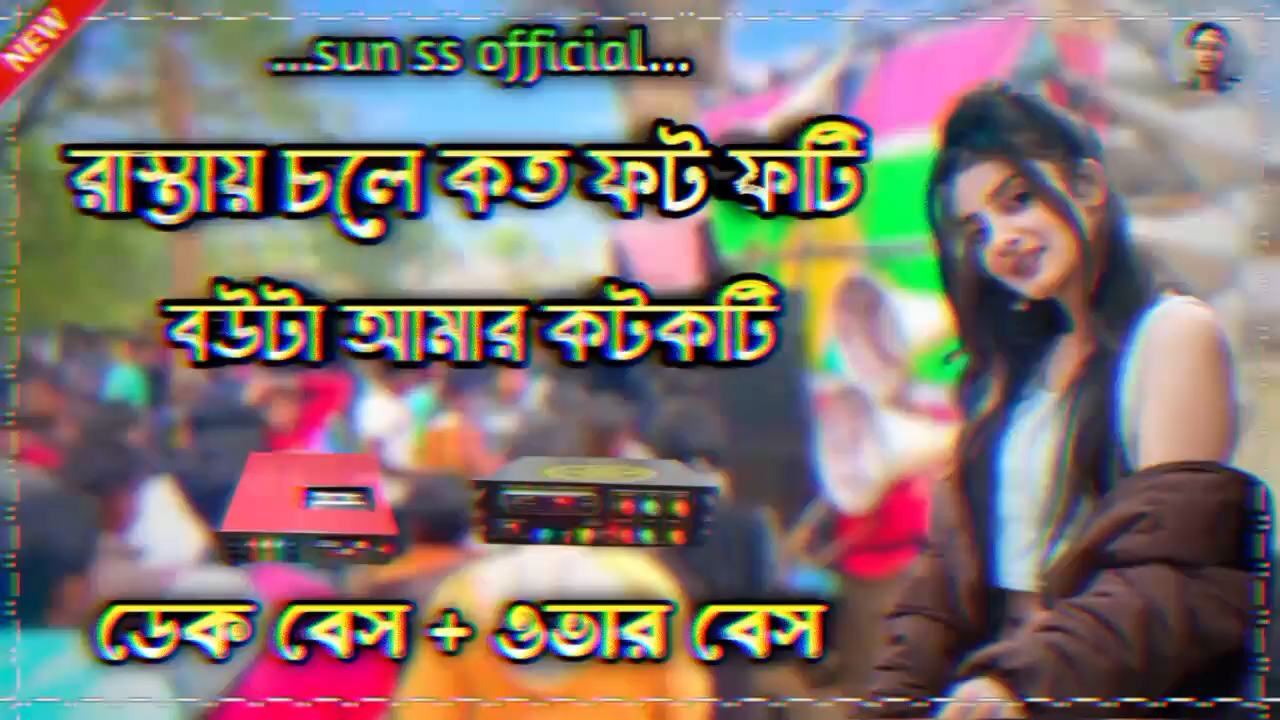 NEW
...sun ss official...
রাস্তায় চলে কত ফট ফটি
বউটা আমার কটকটি
ডেক বেস + ওভার বেস